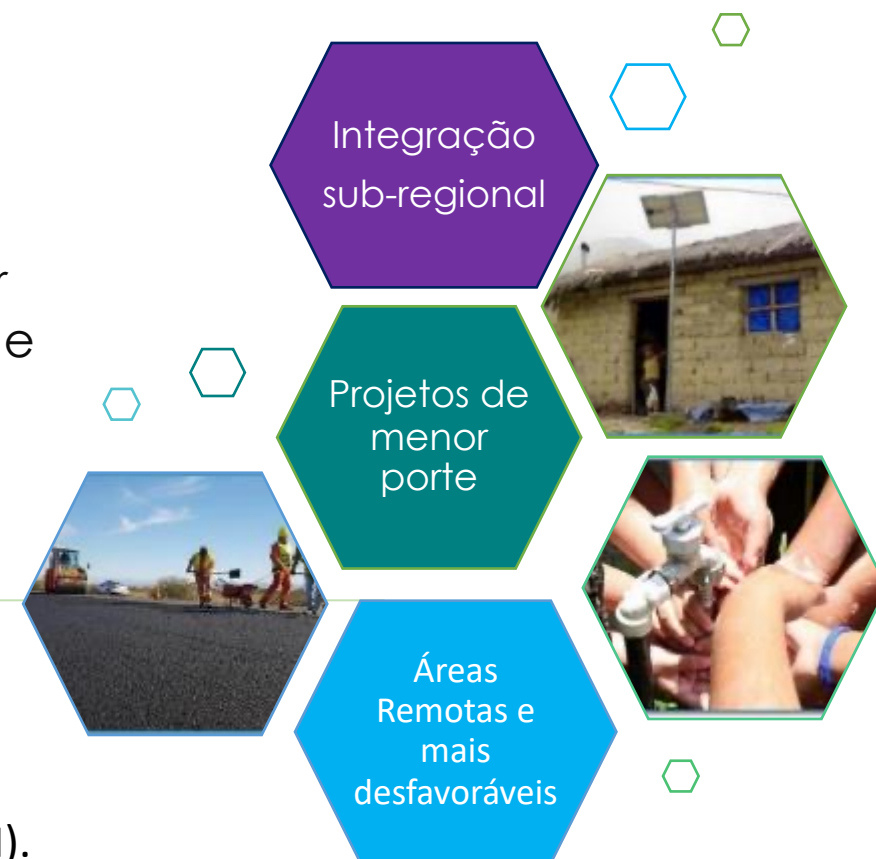 Integração
sub-regional
r
e
Projetos de
menor
porte
Áreas
Remotas e
mais
desfavoráveis
).